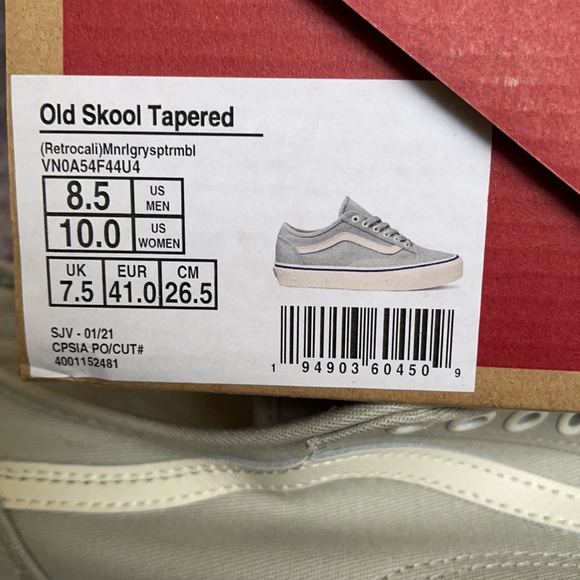 Old Skool Tapered
(Retrocali)Mnrlgrysptrmbl
VN0A54F44U4
8.5 US MEN
10.0 US WOMEN
UK EUR CM
7.5 41.0 26.5
SJV - 01/21
CPSIA PO/CUT#
4001152481
1 94903 60450 9